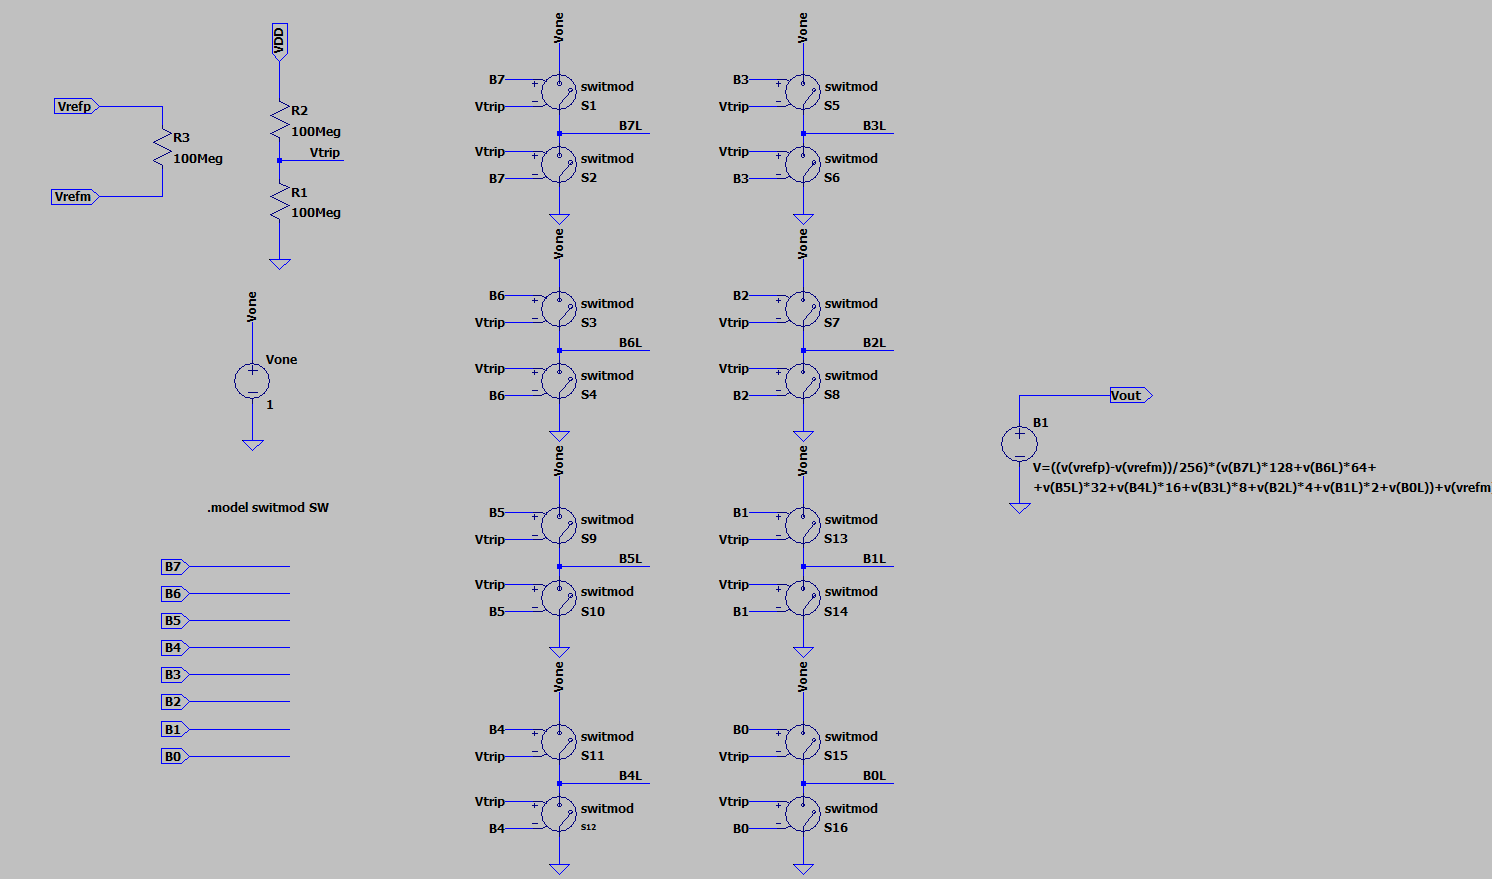 VDD
Vrefp
R3
100Meg
Vrefm
R2
100Meg
Vtrip
R1
100Meg
Vone
Vone
1
.model switmod SW
B7
B6
B5
B4
B3
B2
B1
B0
Vone
B7
Vtrip
switmod
S1
B7L
Vtrip
B7
switmod
S2
Vone
B6
Vtrip
switmod
S3
B6L
Vtrip
B6
switmod
S4
Vone
B5
Vtrip
switmod
S9
B5L
Vtrip
B5
switmod
S10
Vone
B4
Vtrip
switmod
S11
B4L
Vtrip
B4
switmod
S12
Vone
B3
Vtrip
switmod
S5
B3L
Vtrip
B3
switmod
S6
Vone
B2
Vtrip
switmod
S7
B2L
Vtrip
B2
switmod
S8
Vone
B1
Vtrip
switmod
S13
B1L
Vtrip
B1
switmod
S14
Vone
B0
Vtrip
switmod
S15
B0L
Vtrip
B0
switmod
S16
Vout
B1
V=((v(vrefp)-v(vrefm))/256)*(v(B7L)*128+v(B6L)*64+
+v(B5L)*32+v(B4L)*16+v(B3L)*8+v(B2L)*4+v(B1L)*2+v(B0L))+v(vrefm